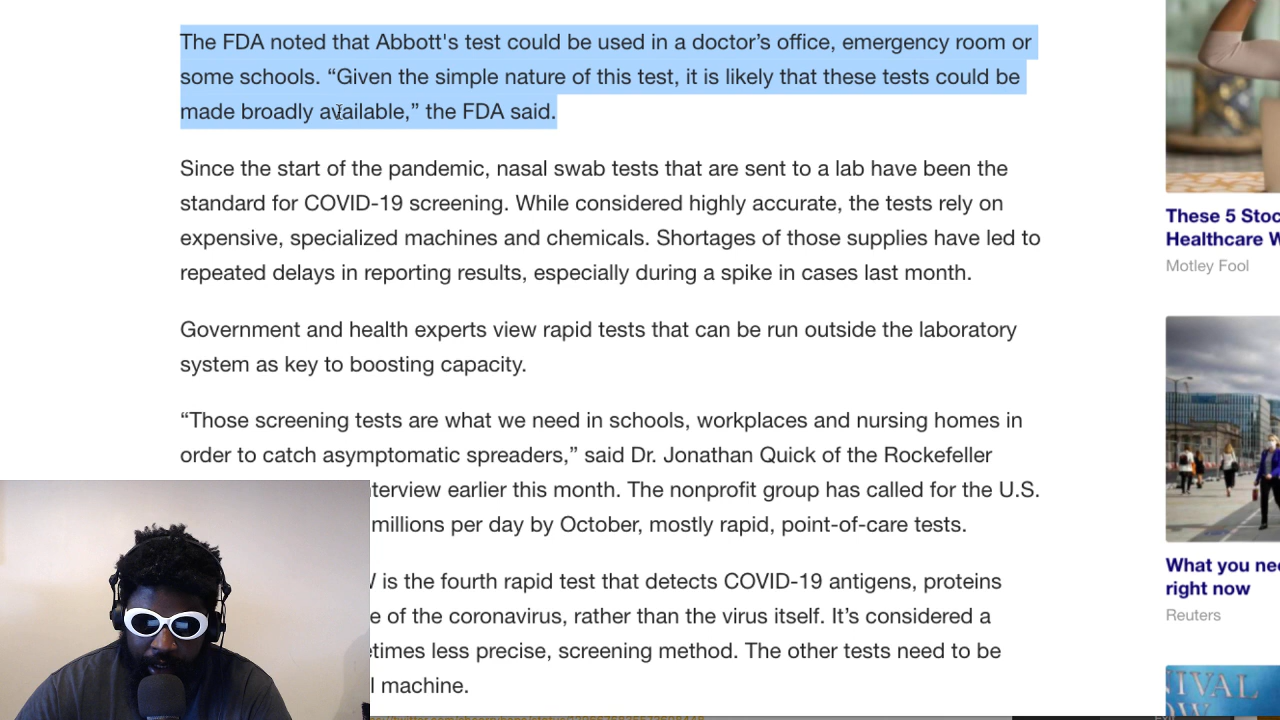 The FDA noted that Abbott's test could be used in a doctor’s office, emergency room or
some schools. “Given the simple nature of this test, it is likely that these tests could be
made broadly available,” the FDA said.
Since the start of the pandemic, nasal swab tests that are sent to a lab have been the
standard for COVID-19 screening. While considered highly accurate, the tests rely on
expensive, specialized machines and chemicals. Shortages of those supplies have led to
repeated delays in reporting results, especially during a spike in cases last month.
Government and health experts view rapid tests that can be run outside the laboratory
system as key to boosting capacity.
“Those screening tests are what we need in schools, workplaces and nursing homes in
order to catch asymptomatic spreaders,” said Dr. Jonathan Quick of the Rockefeller
terview earlier this month. The nonprofit group has called for the U.S.
millions per day by October, mostly rapid, point-of-care tests.
is the fourth rapid test that detects COVID-19 antigens, proteins
e of the coronavirus, rather than the virus itself. It’s considered a
times less precise, screening method. The other tests need to be
l machine.
These 5 Stoc
Healthcare W
Motley Fool
What you nee
right now
Reuters
IVAL
OW